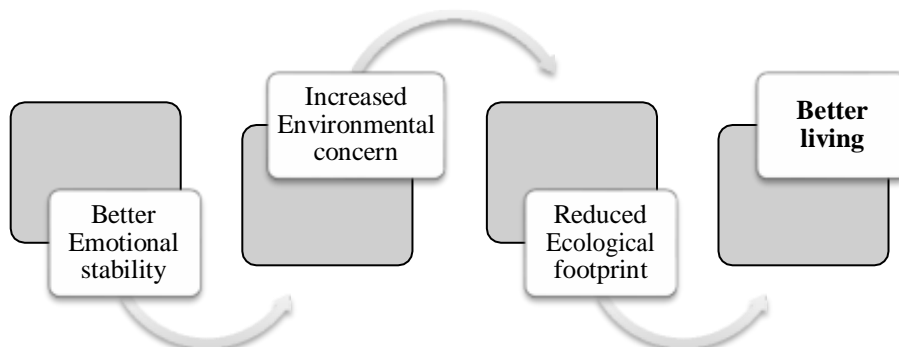 Better
Emotional
stability
Increased
Environmental
concern
Reduced
Ecological
footprint
Better
living